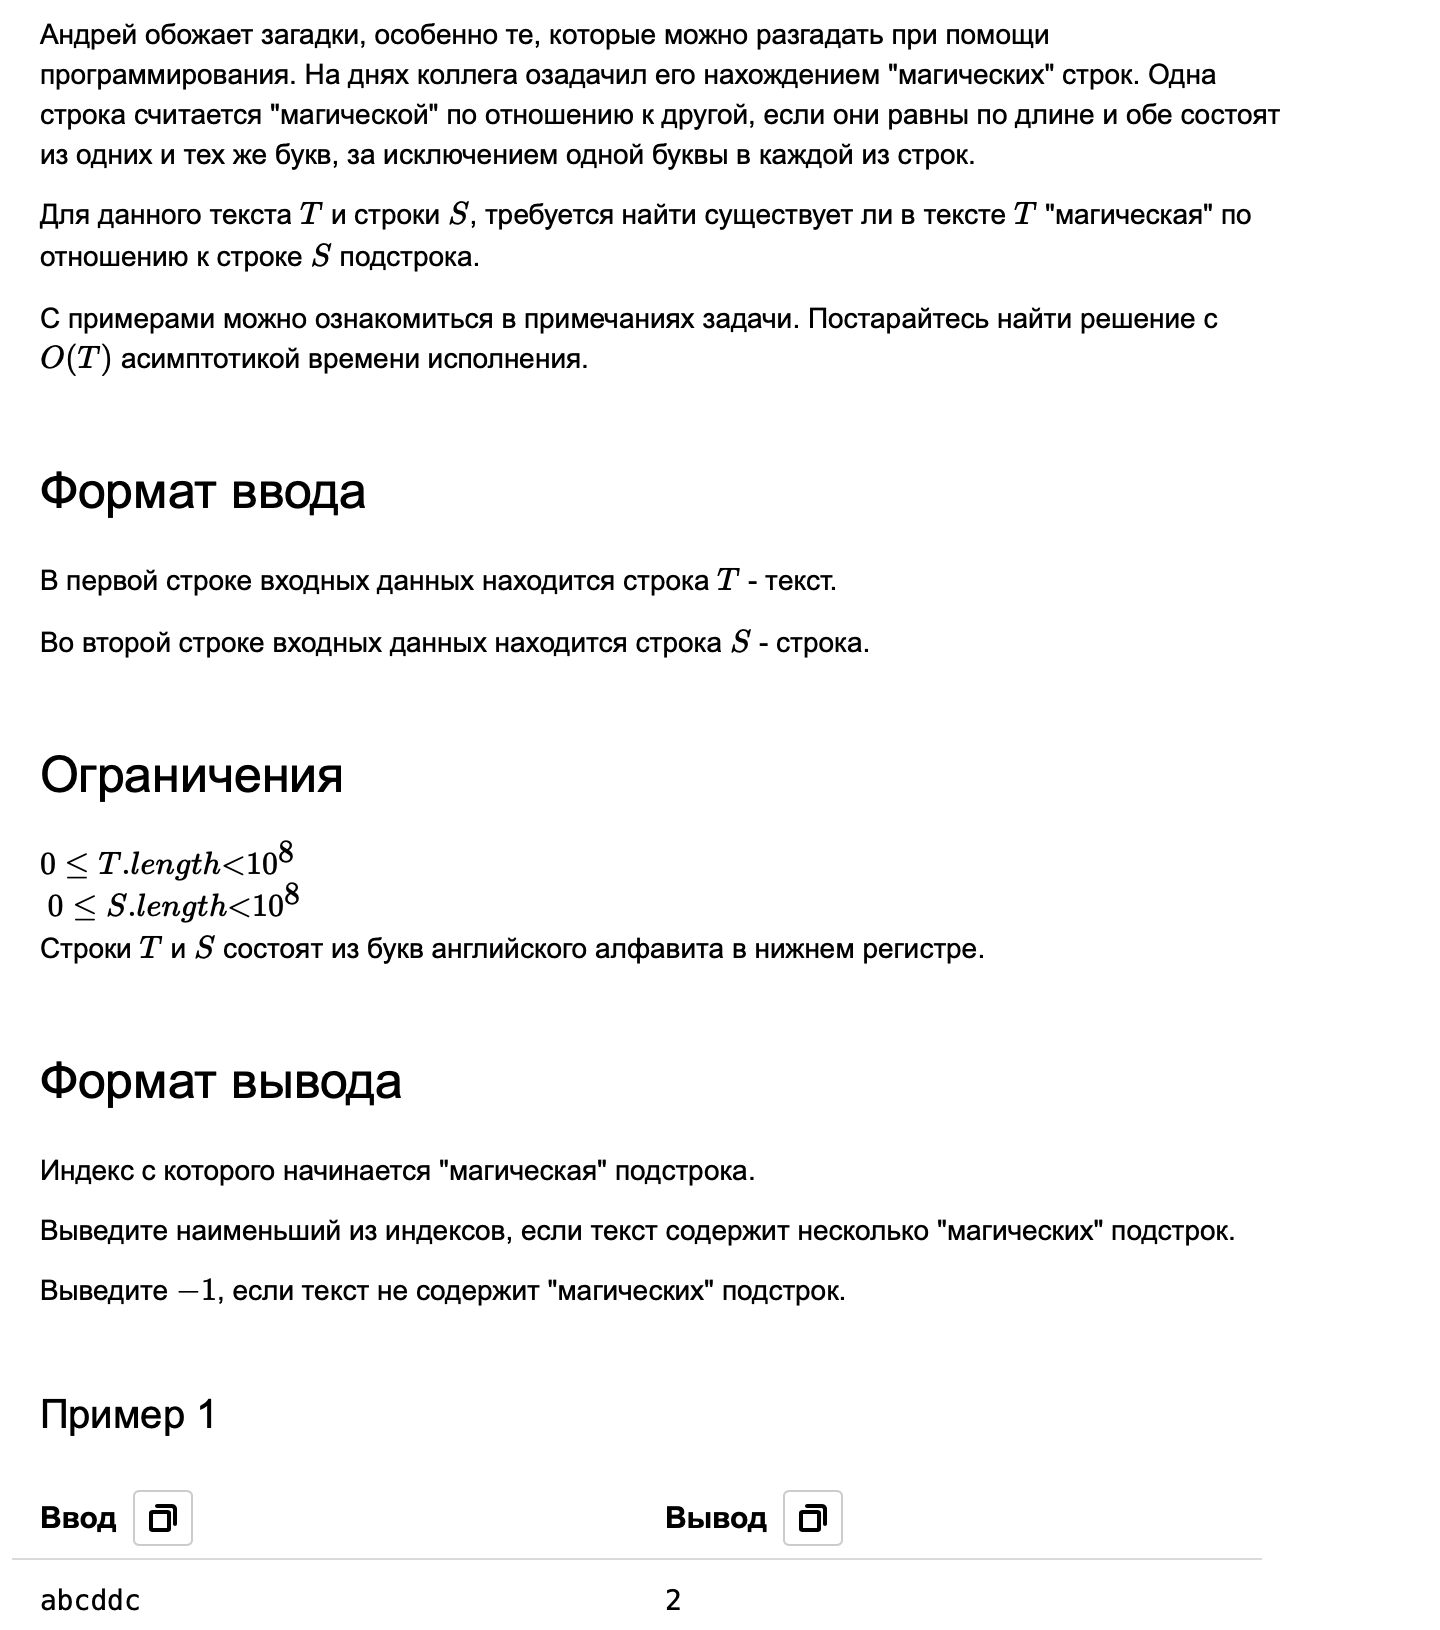 Андрей обожает загадки, особенно те, которые можно разгадать при помощи
программирования. На днях коллега озадачил его нахождением "магических" строк. Одна
строка считается "магической" по отношению к другой, если они равны по длине и обе состоят
из одних и тех же букв, за исключением одной буквы в каждой из строк.
Для данного текста T и строки S, требуется найти существует ли в тексте T "магическая" по
отношению к строке S подстрока.
С примерами можно ознакомиться в примечаниях задачи. Постарайтесь найти решение с
O(T) асимптотикой времени исполнения.
Формат ввода
В первой строке входных данных находится строка T - текст.
Во второй строке входных данных находится строка S - строка.
Ограничения
0 ≤ T.length<10⁸
0 ≤ S.length<10⁸
Строки T и S состоят из букв английского алфавита в нижнем регистре.
Формат вывода
Индекс с которого начинается "магическая" подстрока.
Выведите наименьший из индексов, если текст содержит несколько "магических" подстрок.
Выведите −1, если текст не содержит "магических" подстрок.
Пример 1
Ввод Вывод
abcddc 2